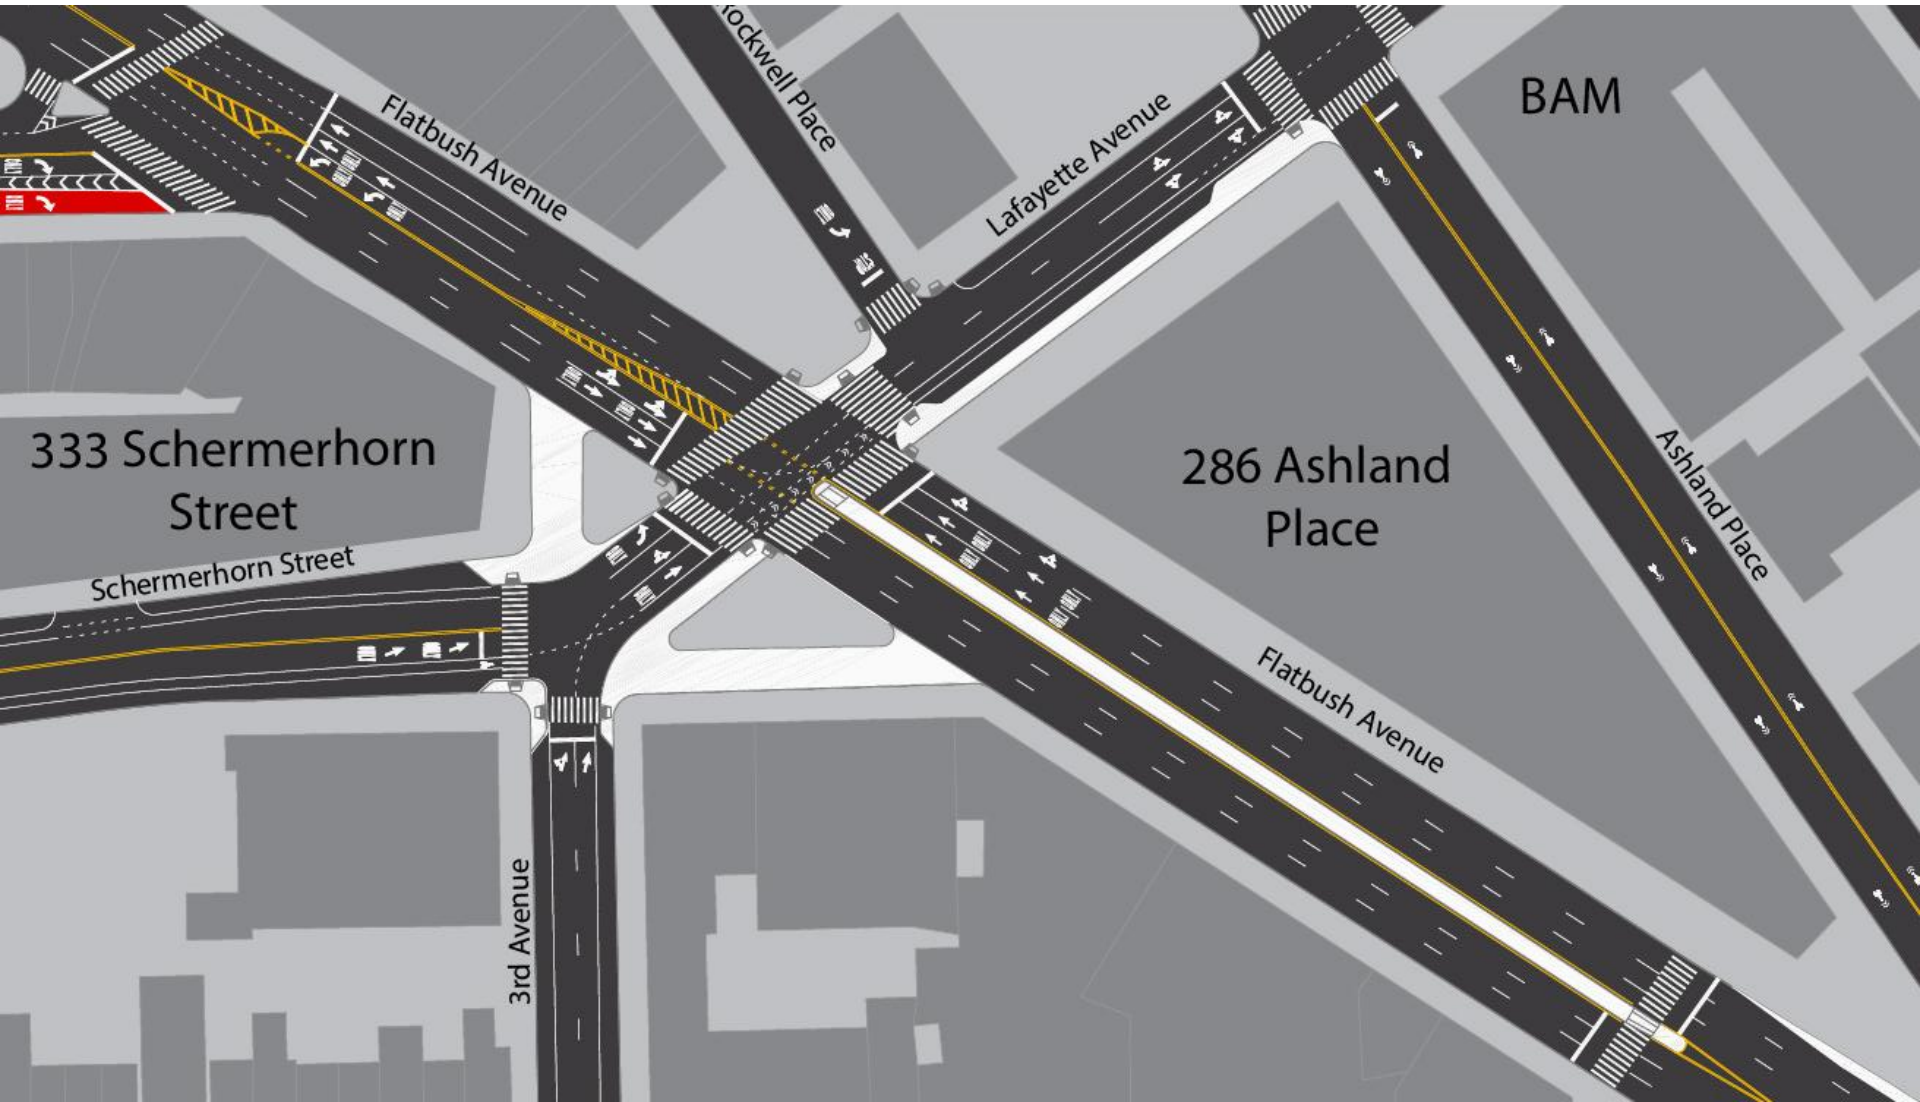 Flatbush Avenue
ockwell Place
Lafayette Avenue
BAM
333 Schermerhorn
Street
Schermerhorn Street
286 Ashland
Place
Ashland Place
Flatbush Avenue
3rd Avenue